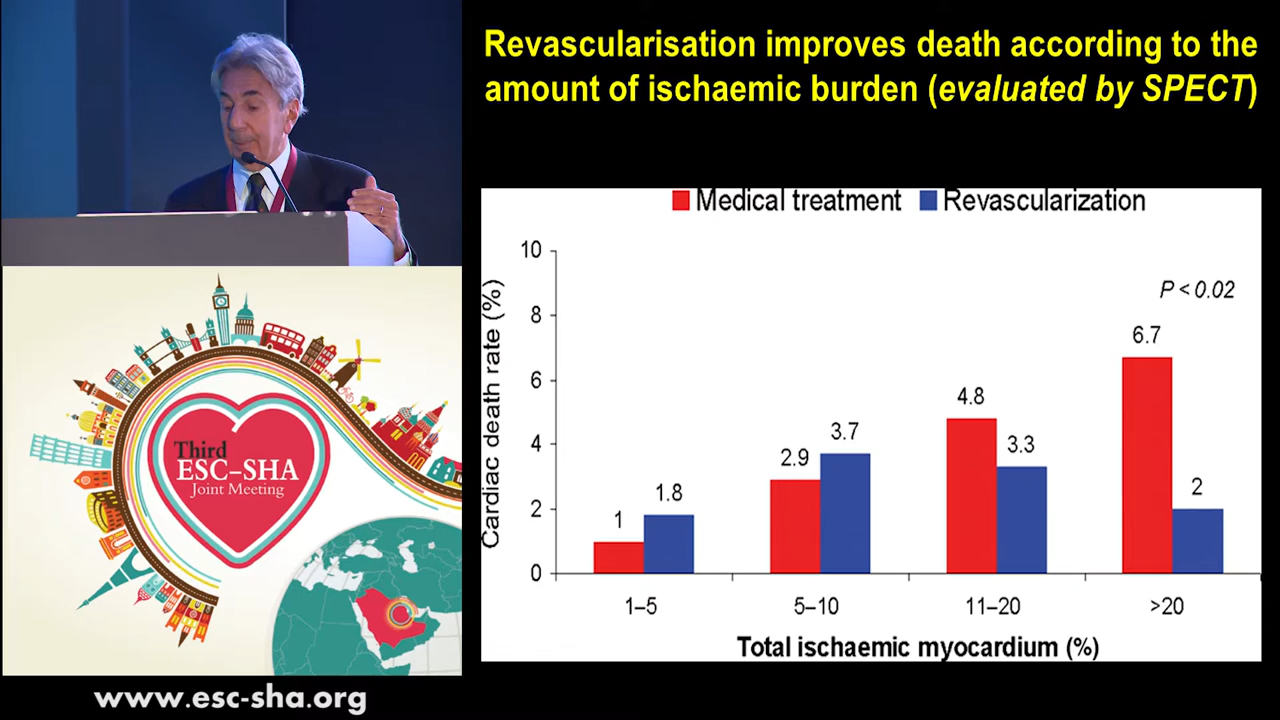 Revascularisation improves death according to the
amount of ischaemic burden (evaluated by SPECT)
Medical treatment Revascularization
Cardiac death rate (%)
10
8
6
4
2
0
P < 0.02
1
1.8
2.9
3.7
4.8
3.3
6.7
2
1–5
5–10
11–20
>20
Total ischaemic myocardium (%)
Third
ESC–SHA
Joint Meeting
www.esc-sha.org